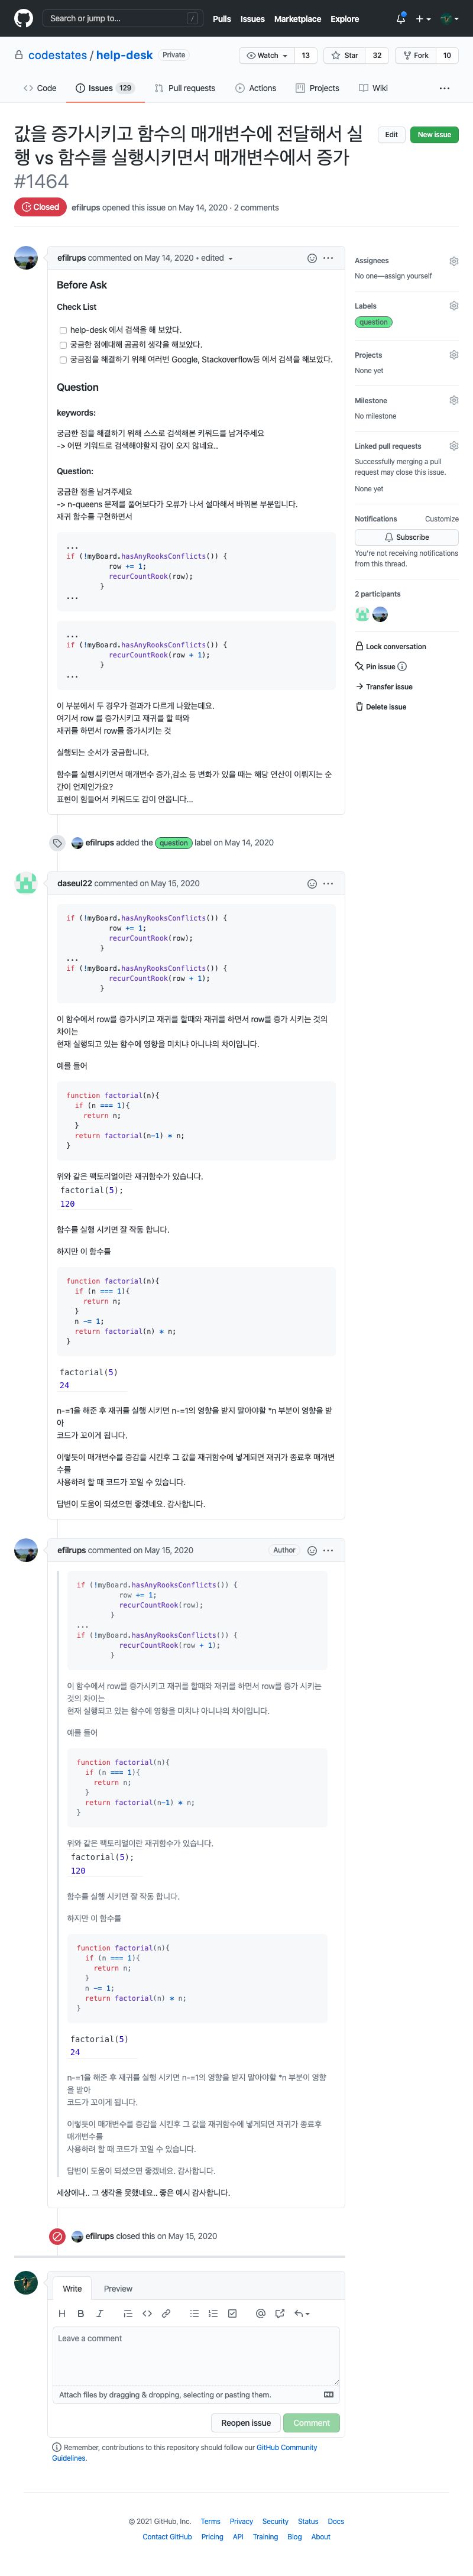 Search or jump to...
/
Pulls Issues Marketplace Explore
codestates / help-desk Private
Watch 13 Star 32 Fork 10
Code Issues 129 Pull requests Actions Projects Wiki
값을 증가시키고 함수의 매개변수에 전달해서 실
행 vs 함수를 실행시키면서 매개변수에서 증가
#1464
Edit New issue
Closed efilrups opened this issue on May 14, 2020 · 2 comments
efilrups commented on May 14, 2020 • edited
Before Ask
Check List
help-desk 에서 검색을 해 보았다.
궁금한 점에대해 곰곰히 생각을 해보았다.
궁금점을 해결하기 위해 여러번 Google, Stackoverflow등 에서 검색을 해보았다.
Question
keywords:
궁금한 점을 해결하기 위해 스스로 검색해본 키워드를 남겨주세요
-> 어떤 키워드로 검색해야할지 감이 오지 않네요..
Question:
궁금한 점을 남겨주세요
-> n-queens 문제를 풀어보다가 오류가 나서 설마해서 바꿔본 부분입니다.
재귀 함수를 구현하면서
...
if (!myBoard.hasAnyRooksConflicts()) {
row += 1;
recurCountRook(row);
}
...
...
if (!myBoard.hasAnyRooksConflicts()) {
recurCountRook(row + 1);
}
...
이 부분에서 두 경우가 결과가 다르게 나왔는데요.
여기서 row 를 증가시키고 재귀를 할 때와
재귀를 하면서 row를 증가시키는 것
실행되는 순서가 궁금합니다.
함수를 실행시키면서 매개변수 증가,감소 등 변화가 있을 때는 해당 연산이 이뤄지는 순
간이 언제인가요?
표현이 힘들어서 키워드도 감이 안옵니다...
efilrups added the question label on May 14, 2020
daseul22 commented on May 15, 2020
if (!myBoard.hasAnyRooksConflicts()) {
row += 1;
recurCountRook(row);
}
...
if (!myBoard.hasAnyRooksConflicts()) {
recurCountRook(row + 1);
}
이 함수에서 row를 증가시키고 재귀를 할때와 재귀를 하면서 row를 증가 시키는 것의
차이는
현재 실행되고 있는 함수에 영향을 미치냐 아니냐의 차이입니다.
예를 들어
function factorial(n){
if (n === 1){
return n;
}
return factorial(n-1) * n;
}
위와 같은 팩토리얼이란 재귀함수가 있습니다.
factorial(5);
120
함수를 실행 시키면 잘 작동 합니다.
하지만 이 함수를
function factorial(n){
if (n === 1){
return n;
}
n -= 1;
return factorial(n) * n;
}
factorial(5)
24
n-=1을 해준 후 재귀를 실행 시키면 n-=1의 영향을 받지 말아야할 *n 부분이 영향을 받
아
코드가 꼬이게 됩니다.
이렇듯이 매개변수를 증감을 시킨후 그 값을 재귀함수에 넣게되면 재귀가 종료후 매개변
수를
사용하려 할 때 코드가 꼬일 수 있습니다.
답변이 도움이 되셨으면 좋겠네요. 감사합니다.
efilrups commented on May 15, 2020 Author
if (!myBoard.hasAnyRooksConflicts()) {
row += 1;
recurCountRook(row);
}
...
if (!myBoard.hasAnyRooksConflicts()) {
recurCountRook(row + 1);
}
이 함수에서 row를 증가시키고 재귀를 할때와 재귀를 하면서 row를 증가 시키는
것의 차이는
현재 실행되고 있는 함수에 영향을 미치냐 아니냐의 차이입니다.
예를 들어
function factorial(n){
if (n === 1){
return n;
}
return factorial(n-1) * n;
}
위와 같은 팩토리얼이란 재귀함수가 있습니다.
factorial(5);
120
함수를 실행 시키면 잘 작동 합니다.
하지만 이 함수를
function factorial(n){
if (n === 1){
return n;
}
n -= 1;
return factorial(n) * n;
}
factorial(5)
24
n-=1을 해준 후 재귀를 실행 시키면 n-=1의 영향을 받지 말아야할 *n 부분이 영향
을 받아
코드가 꼬이게 됩니다.
이렇듯이 매개변수를 증감을 시킨후 그 값을 재귀함수에 넣게되면 재귀가 종료후
매개변수를
사용하려 할 때 코드가 꼬일 수 있습니다.
답변이 도움이 되셨으면 좋겠네요. 감사합니다.
세상에나.. 그 생각을 못했네요.. 좋은 예시 감사합니다.
efilrups closed this on May 15, 2020
Write Preview
Leave a comment
Attach files by dragging & dropping, selecting or pasting them.
Reopen issue Comment
Remember, contributions to this repository should follow our GitHub Community
Guidelines.
Assignees
No one—assign yourself
Labels
question
Projects
None yet
Milestone
No milestone
Linked pull requests
Successfully merging a pull
request may close this issue.
None yet
Notifications Customize
Subscribe
You're not receiving notifications
from this thread.
2 participants
Lock conversation
Pin issue
Transfer issue
Delete issue
© 2021 GitHub, Inc. Terms Privacy Security Status Docs
Contact GitHub Pricing API Training Blog About